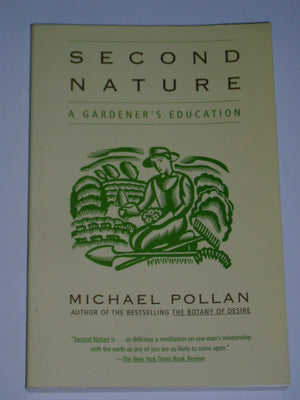 SECOND
NATURE
A GARDENER'S EDUCATION
MICHAEL POLLAN
AUTHOR OF THE BESTSELLING THE BOTANY OF DESIRE
"Second Nature is . . . as delicious a meditation on one man's relationship
with the earth as any of you are as likely to come upon."
—The New York Times Book Review